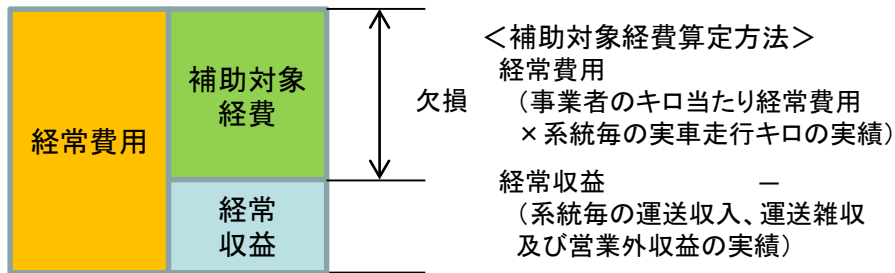 経常費用
補助対象
経費
経常
収益
欠損
＜補助対象経費算定方法＞
経常費用
（事業者のキロ当たり経常費用
×系統毎の実車走行キロの実績）
経常収益　　　－
（系統毎の運送収入、運送雑収
及び営業外収益の実績）